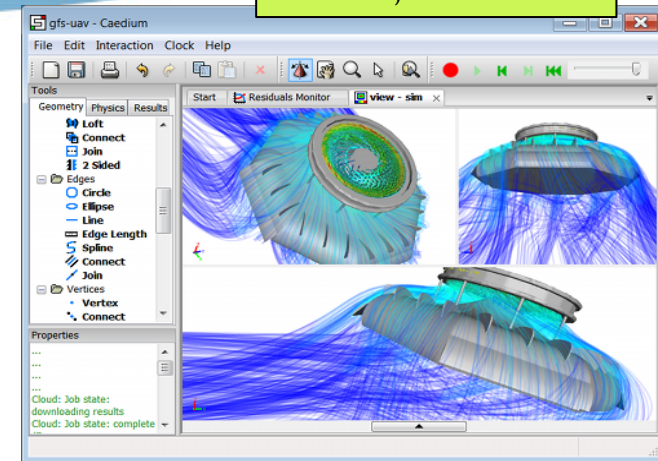 gfs-uav - Caedium
File Edit Interaction Clock Help
Tools
Geometry Physics Results
Loft
Connect
Join
2 Sided
Edges
Circle
Ellipse
Line
Edge Length
Spline
Connect
Join
Vertices
Vertex
Connect
Properties
...
...
...
...
Cloud: Job state:
downloading results
Cloud: Job state: complete
Start Residuals Monitor view - sim